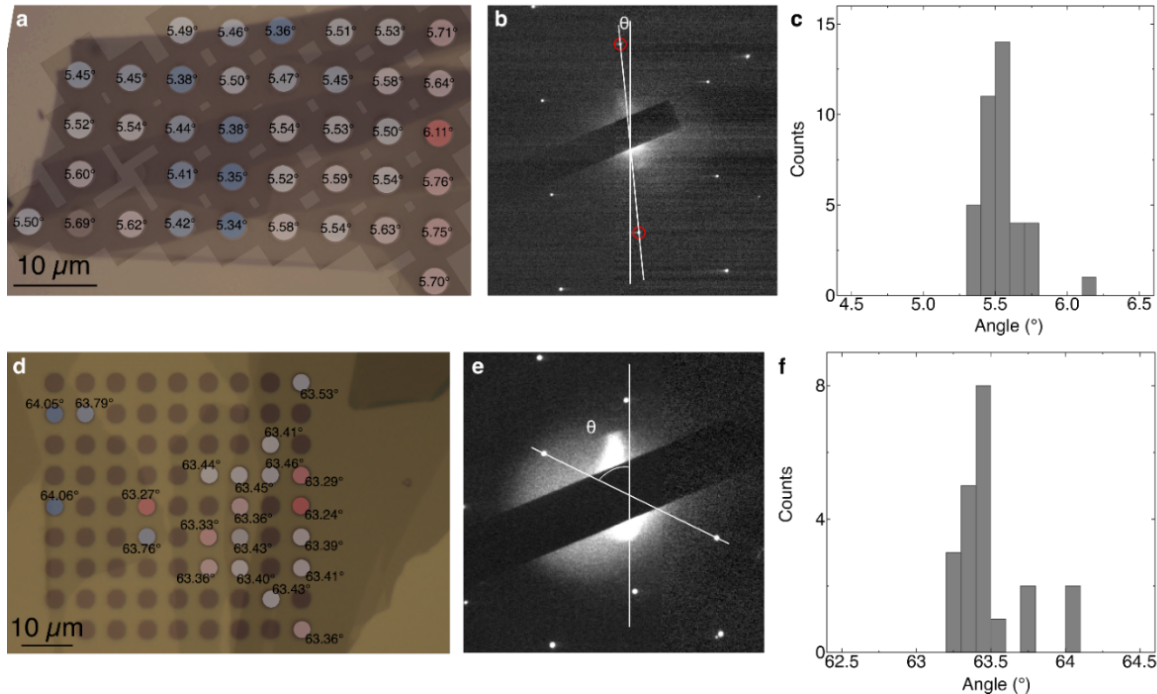 a
5.49° 5.46° 5.36° 5.51° 5.53° 5.71°
5.45° 5.45° 5.38° 5.50° 5.47° 5.45° 5.58° 5.64°
5.52° 5.54° 5.44° 5.38° 5.54° 5.53° 5.50° 6.11°
5.60° 5.41° 5.35° 5.52° 5.59° 5.54° 5.76°
5.50° 5.69° 5.62° 5.42° 5.34° 5.58° 5.54° 5.63° 5.75°
5.70°
10 µm
b
θ
c
15
10
5
0
Counts
4.5 5.0 5.5 6.0 6.5
Angle (°)
d
63.53°
64.05° 63.79°
63.41°
63.44° 63.46°
63.45° 63.29°
64.06° 63.27°
63.36° 63.24°
63.33°
63.76° 63.43° 63.39°
63.36° 63.40° 63.41°
63.43°
63.36°
10 µm
e
θ
f
8
4
0
Counts
62.5 63 63.5 64 64.5
Angle (°)